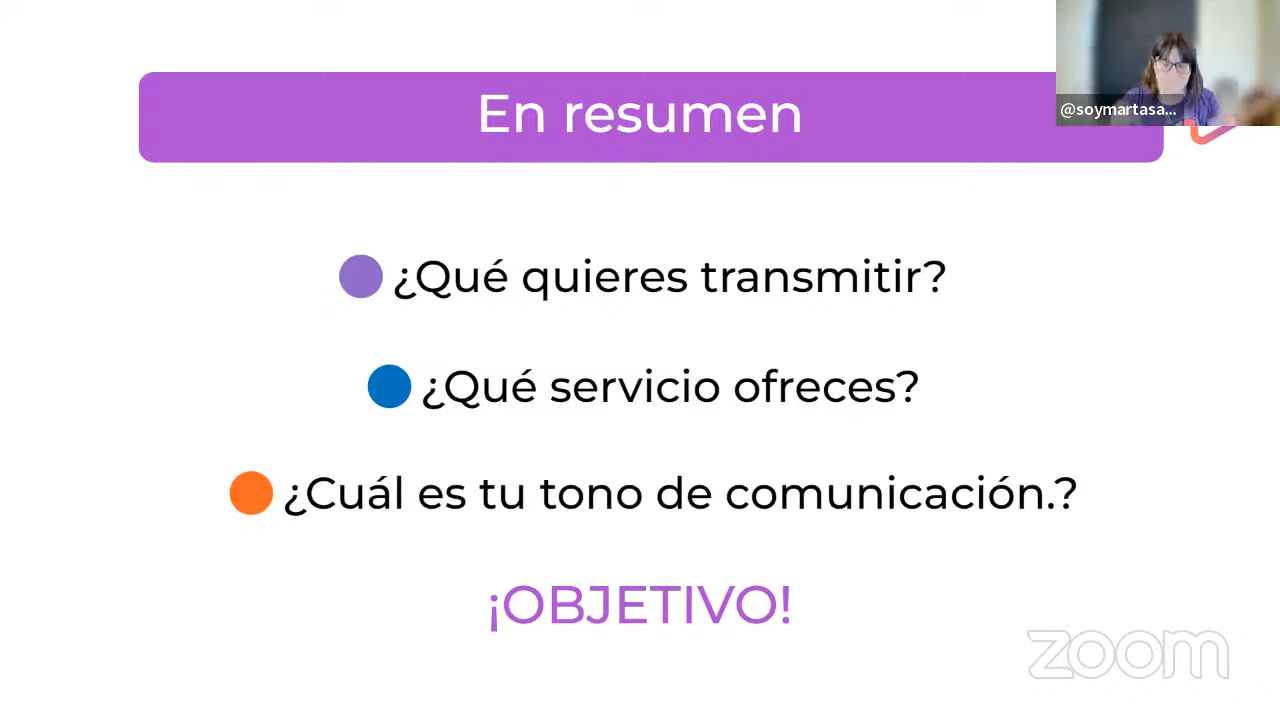 En resumen
@soymartasa...
¿Qué quieres transmitir?
¿Qué servicio ofreces?
¿Cuál es tu tono de comunicación.?
¡OBJETIVO!
zoom